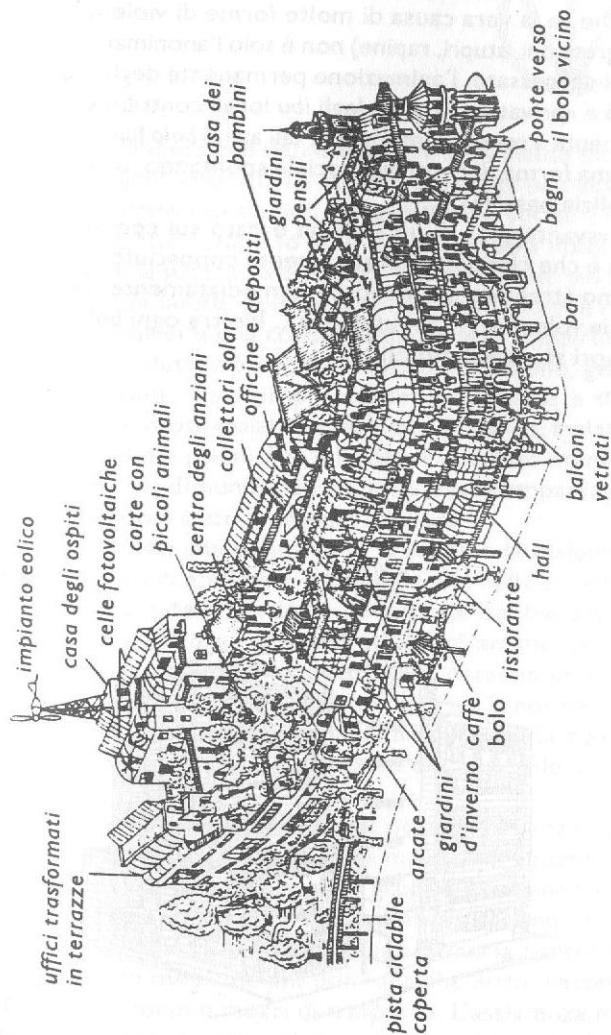 uffici trasformati
in terrazze
impianto eolico
casa degli ospiti
celle fotovoltaiche
corte con
piccoli animali
centro degli anziani
collettori solari
officine e depositi
giardini
pensili
casa dei
bambini
pista ciclabile
coperta
arcate
giardini
d'inverno
caffè
bolo
ristorante
hall
balconi
vetrati
bar
bagni
ponte verso
il bolo vicino